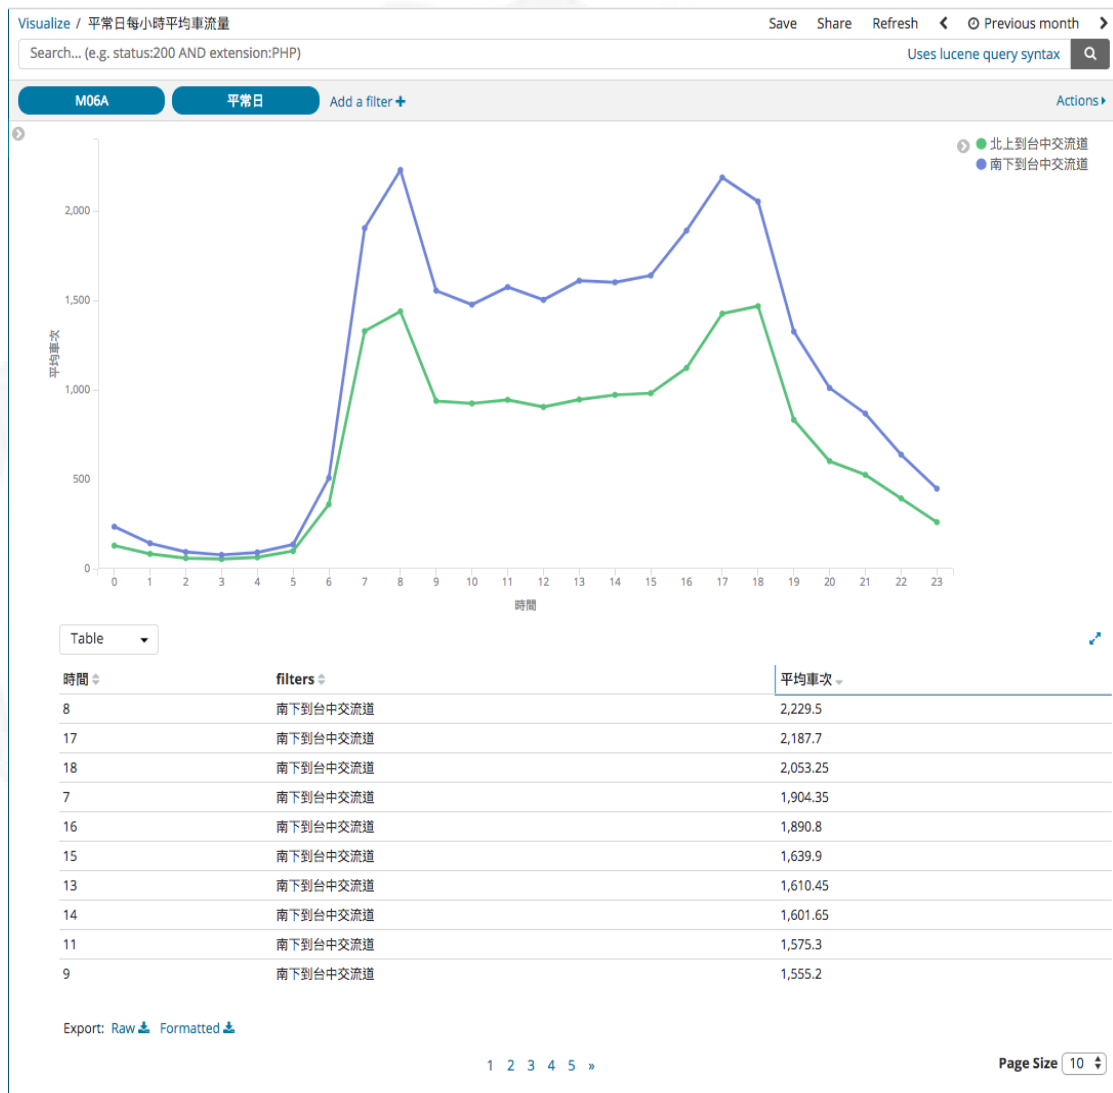 Visualize / 平常日每小時平均車流量 Save Share Refresh Previous month
Search... (e.g. status:200 AND extension:PHP) Uses lucene query syntax
M06A 平常日 Add a filter + Actions
北上到台中交流道
南下到台中交流道
2,000
1,500
1,000
500
0
平均車次
0 1 2 3 4 5 6 7 8 9 10 11 12 13 14 15 16 17 18 19 20 21 22 23
時間
Table
時間 filters 平均車次
8 南下到台中交流道 2,229.5
17 南下到台中交流道 2,187.7
18 南下到台中交流道 2,053.25
7 南下到台中交流道 1,904.35
16 南下到台中交流道 1,890.8
15 南下到台中交流道 1,639.9
13 南下到台中交流道 1,610.45
14 南下到台中交流道 1,601.65
11 南下到台中交流道 1,575.3
9 南下到台中交流道 1,555.2
Export: Raw Formatted
1 2 3 4 5 » Page Size 10